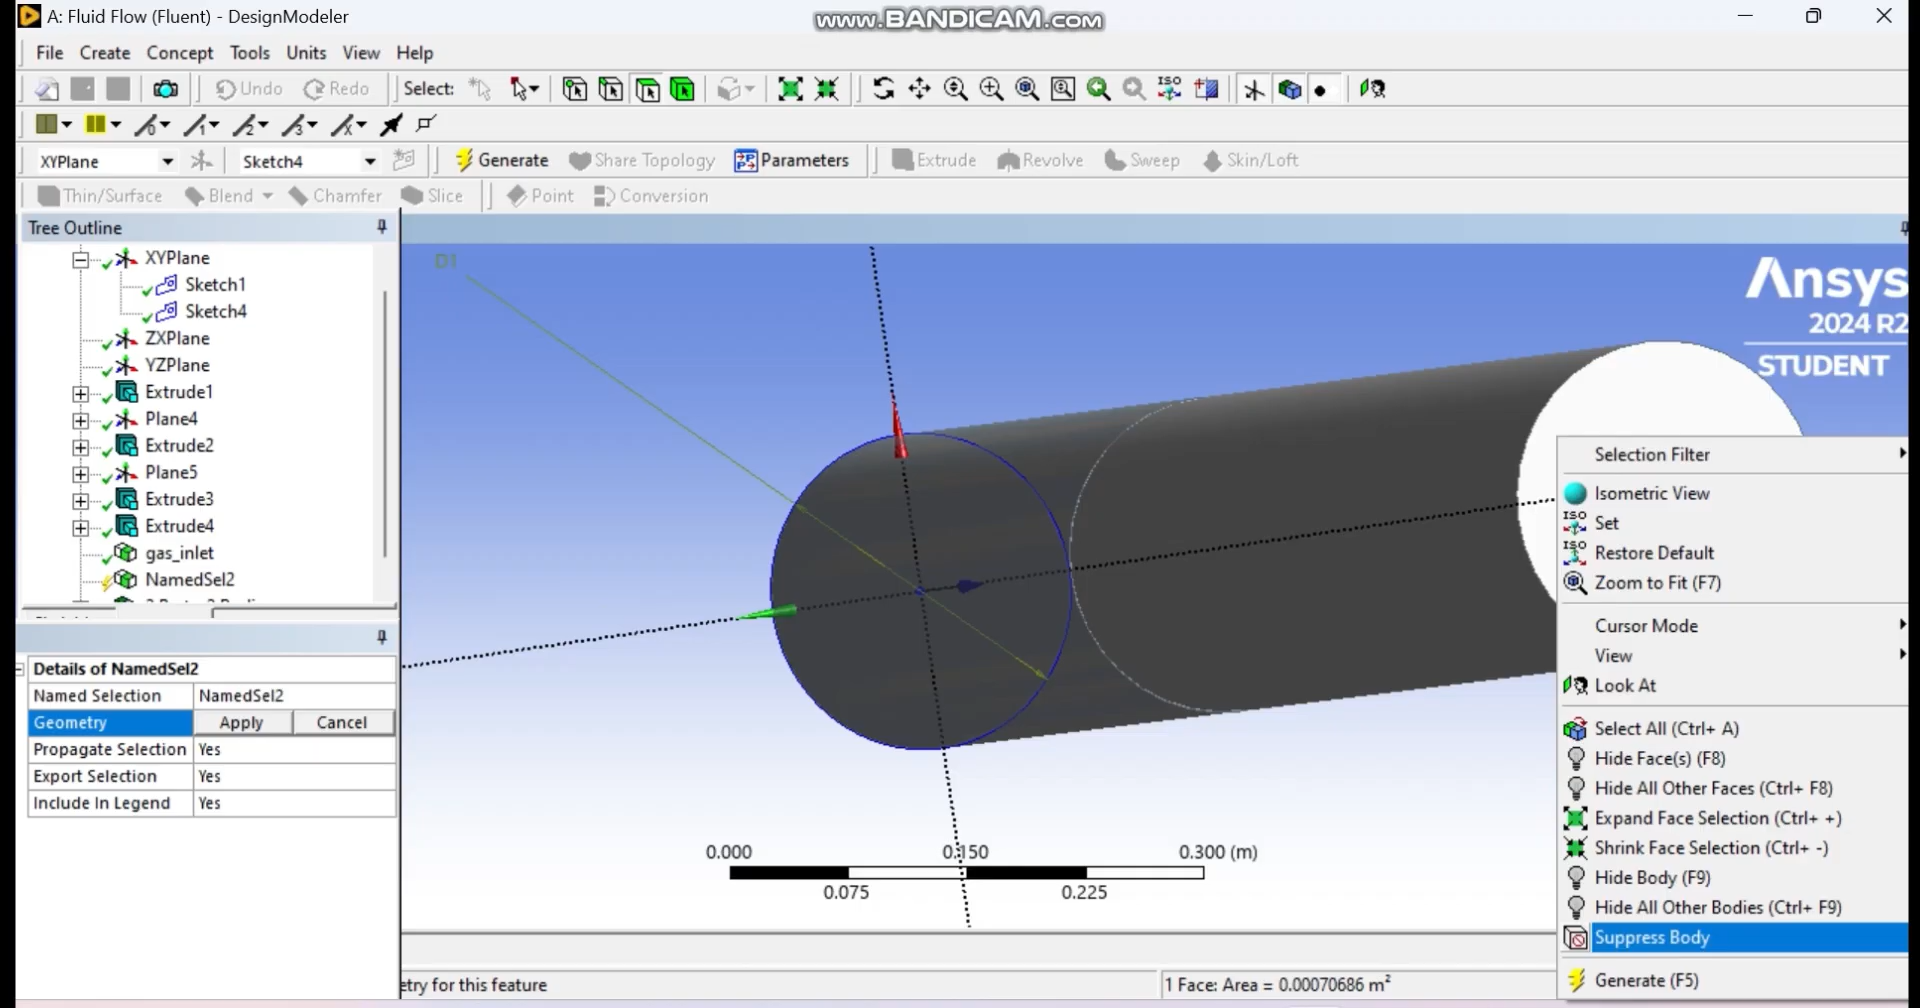 A: Fluid Flow (Fluent) - DesignModeler
www.BANDICAM.com
File Create Concept Tools Units View Help
Undo Redo Select: ISO
XYPlane Sketch4 Generate Share Topology Parameters Extrude Revolve Sweep Skin/Loft
Thin/Surface Blend Chamfer Slice Point Conversion
Tree Outline
XYPlane
Sketch1
Sketch4
ZXPlane
YZPlane
Extrude1
Plane4
Extrude2
Plane5
Extrude3
Extrude4
gas_inlet
NamedSel2
Details of NamedSel2
Named Selection NamedSel2
Geometry Apply Cancel
Propagate Selection Yes
Export Selection Yes
Include In Legend Yes
D1
Ansys
2024 R2
STUDENT
0.000 0.150 0.300 (m)
0.075 0.225
Selection Filter
Isometric View
ISO Set
ISO Restore Default
Zoom to Fit (F7)
Cursor Mode
View
Look At
Select All (Ctrl+ A)
Hide Face(s) (F8)
Hide All Other Faces (Ctrl+ F8)
Expand Face Selection (Ctrl+ +)
Shrink Face Selection (Ctrl+ -)
Hide Body (F9)
Hide All Other Bodies (Ctrl+ F9)
Suppress Body
Generate (F5)
etry for this feature
1 Face: Area = 0.00070686 m²